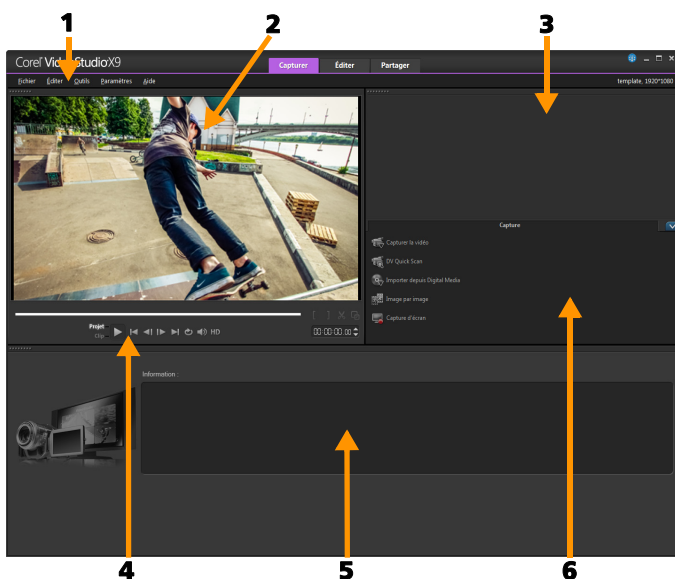 1 2 3
Corel VideoStudio X9
Capturer Éditer Partager
Fichier Éditer Outils Paramètres Aide
template, 1920*1080
Capture
Capturer la vidéo
DV Quick Scan
Importer depuis Digital Media
Image par image
Capture d'écran
Projet
Clip
HD
00:00:00.00
Information :
4 5 6